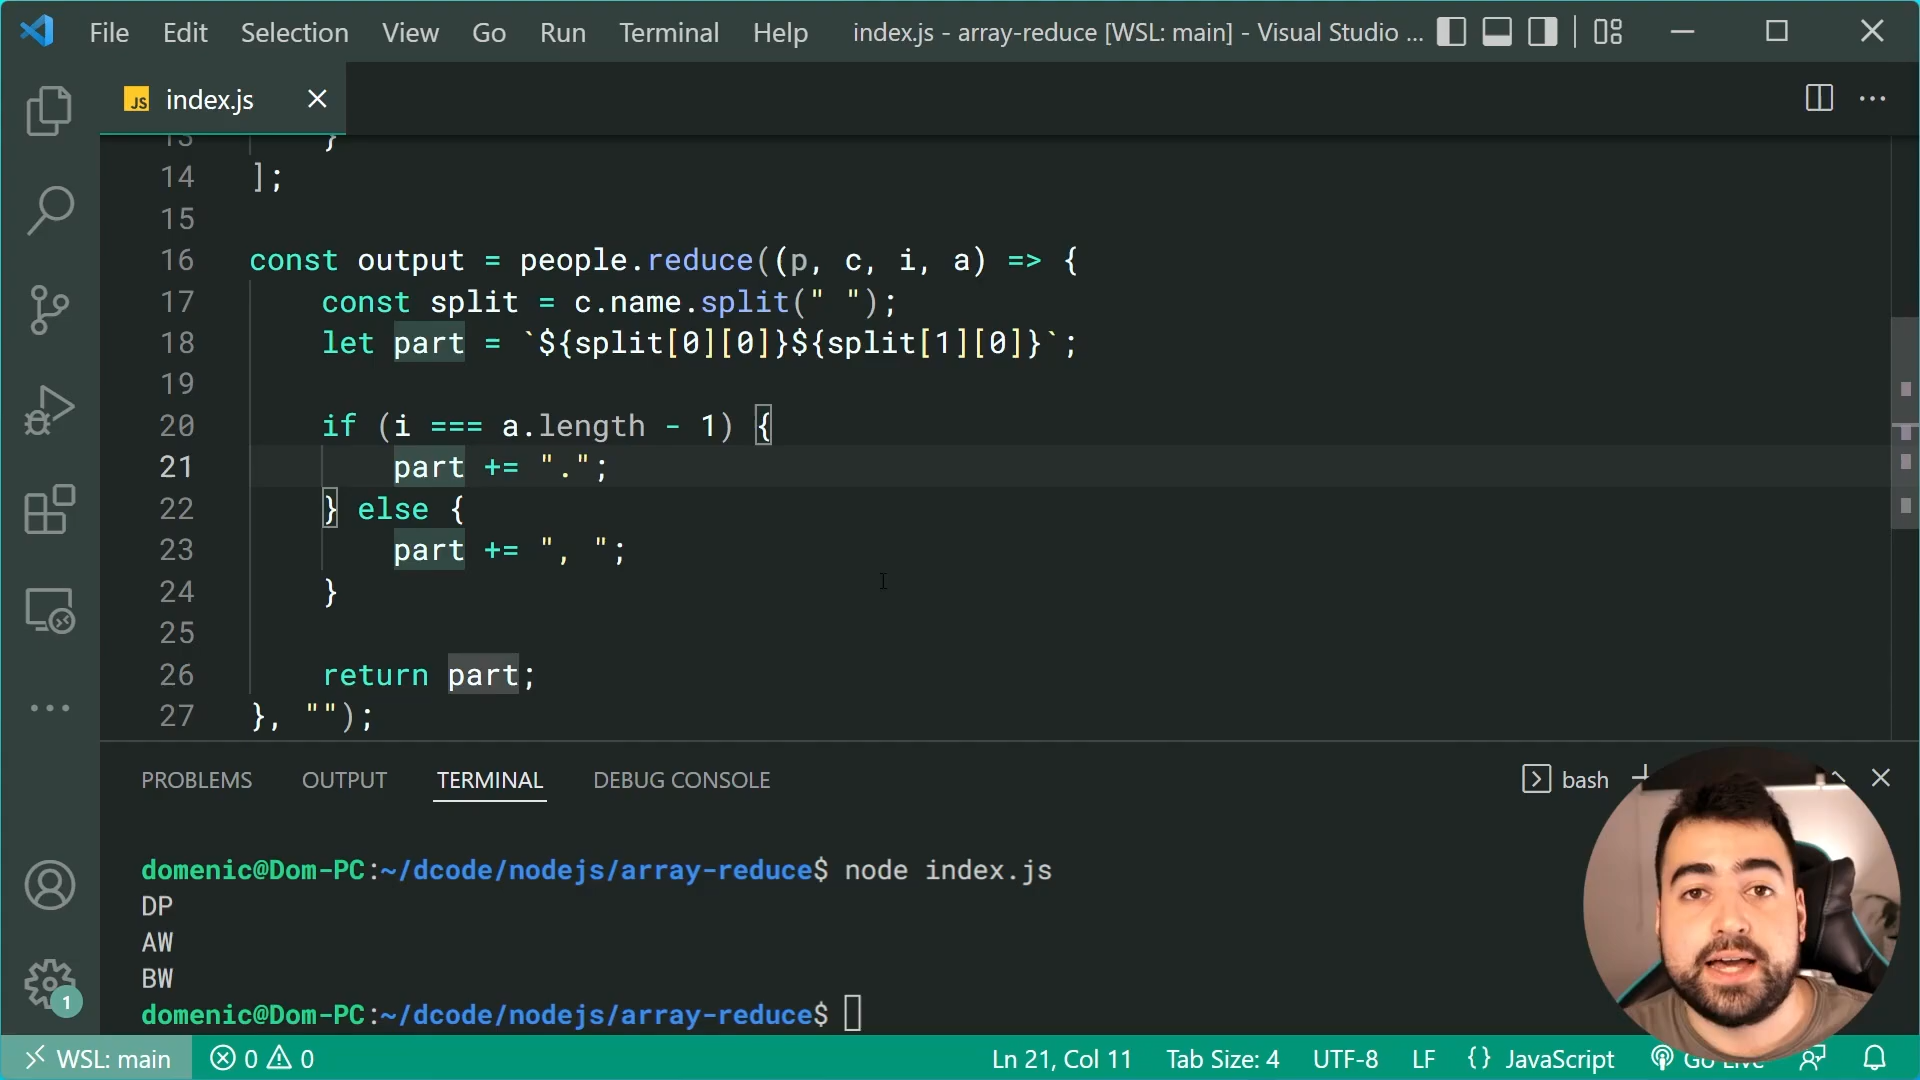 File Edit Selection View Go Run Terminal Help index.js - array-reduce [WSL: main] - Visual Studio ...
JS index.js
13 }
14 ];
15
16 const output = people.reduce((p, c, i, a) => {
17 const split = c.name.split(" ");
18 let part = `${split[0][0]}${split[1][0]}`;
19
20 if (i === a.length - 1) {
21 part += ".";
22 } else {
23 part += ", ";
24 }
25
26 return part;
27 }, "");
PROBLEMS OUTPUT TERMINAL DEBUG CONSOLE bash
domenic@Dom-PC:~/dcode/nodejs/array-reduce$ node index.js
DP
AW
BW
domenic@Dom-PC:~/dcode/nodejs/array-reduce$
1
WSL: main 0 0 Ln 21, Col 11 Tab Size: 4 UTF-8 LF {} JavaScript Go Live